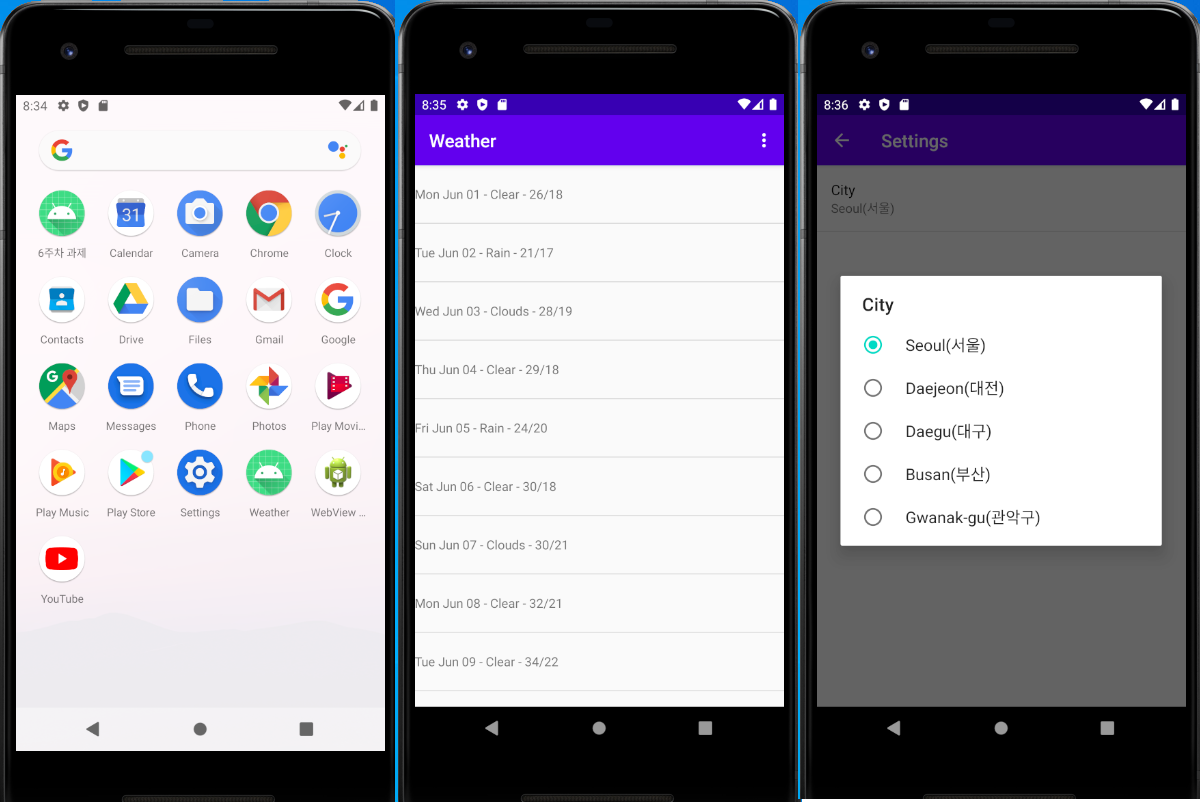 8:34
31
6주차 과제
Calendar
Camera
Chrome
Clock
Contacts
Drive
Files
Gmail
Google
Maps
Messages
Phone
Photos
Play Movi...
Play Music
Play Store
Settings
Weather
WebView ...
YouTube
8:35
Weather
Mon Jun 01 - Clear - 26/18
Tue Jun 02 - Rain - 21/17
Wed Jun 03 - Clouds - 28/19
Thu Jun 04 - Clear - 29/18
Fri Jun 05 - Rain - 24/20
Sat Jun 06 - Clear - 30/18
Sun Jun 07 - Clouds - 30/21
Mon Jun 08 - Clear - 32/21
Tue Jun 09 - Clear - 34/22
8:36
Settings
City
Seoul(서울)
City
Seoul(서울)
Daejeon(대전)
Daegu(대구)
Busan(부산)
Gwanak-gu(관악구)